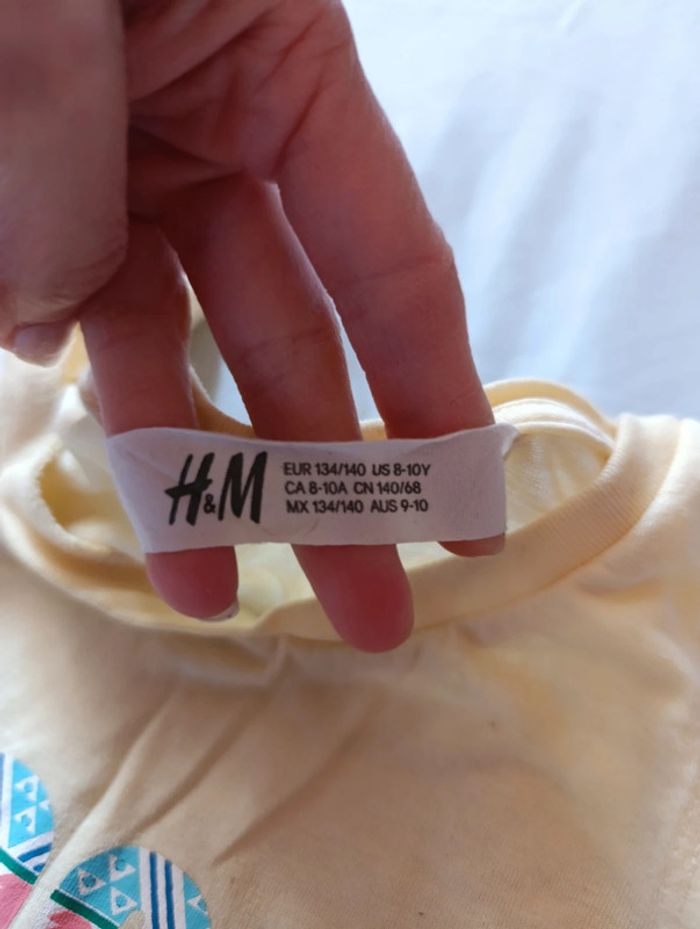 H&M
EUR 134/140 US 8-10Y
CA 8-10A CN 140/68
MX 134/140 AUS 9-10